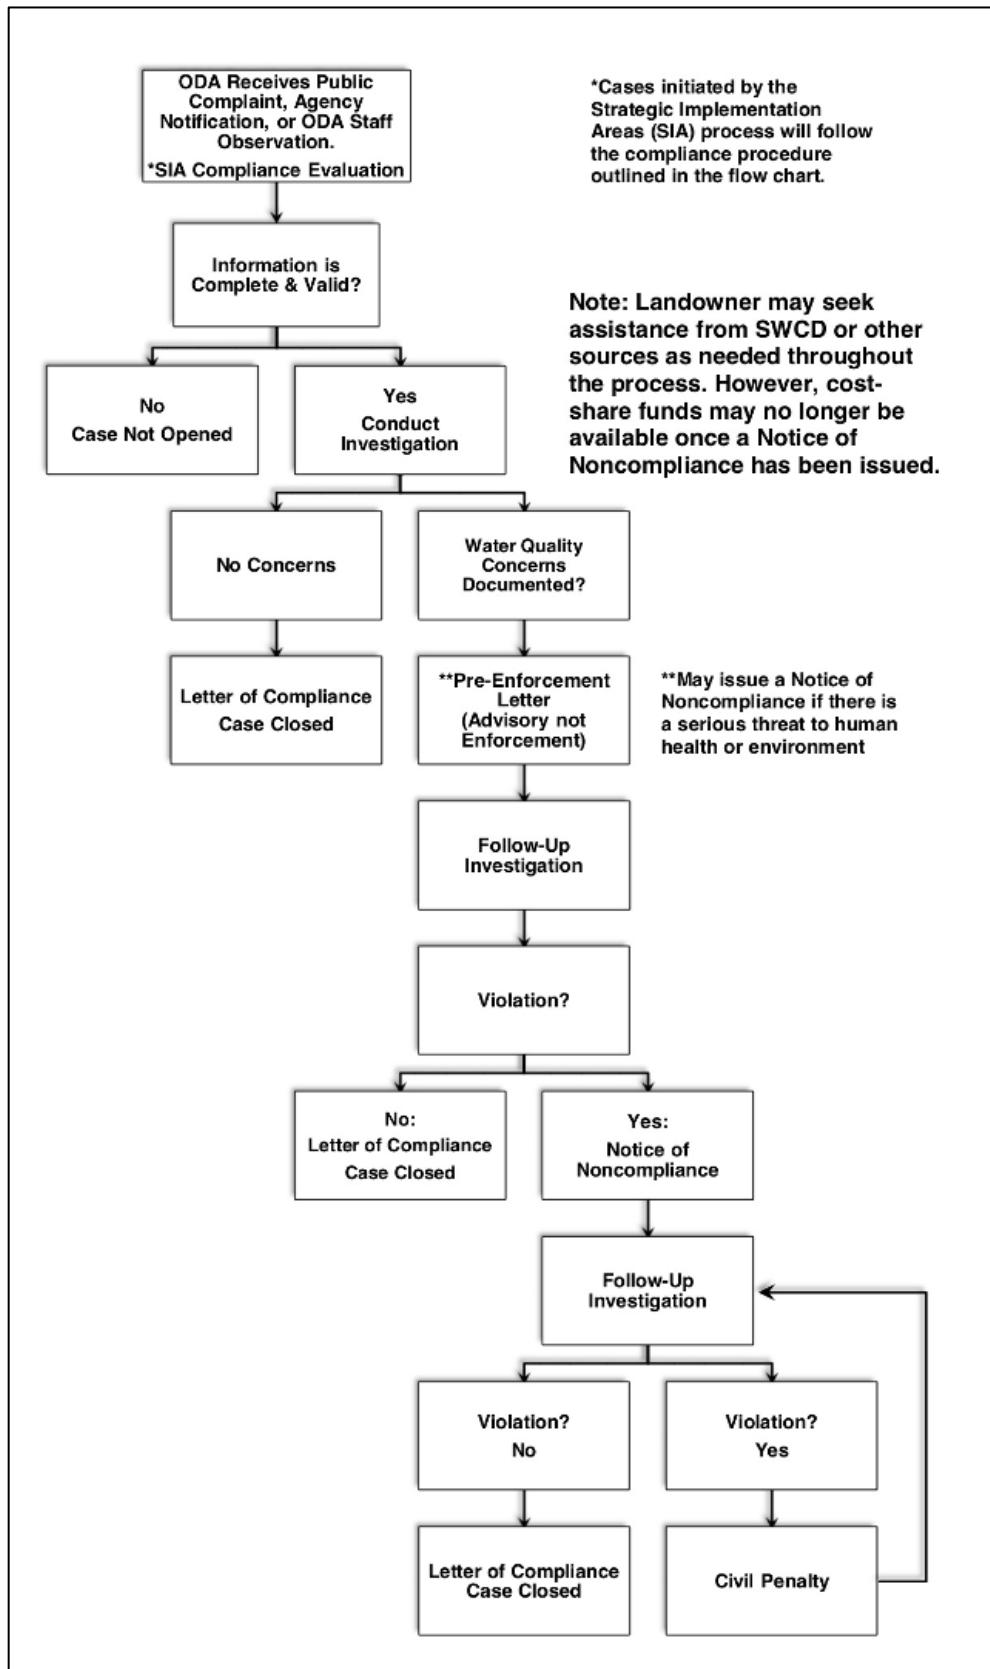 ODA Receives Public
Complaint, Agency
Notification, or ODA Staff
Observation.
*SIA Compliance Evaluation
*Cases initiated by the
Strategic Implementation
Areas (SIA) process will follow
the compliance procedure
outlined in the flow chart.
Information is
Complete & Valid?
Note: Landowner may seek
assistance from SWCD or other
sources as needed throughout
the process. However, cost-
share funds may no longer be
available once a Notice of
Noncompliance has been issued.
No
Case Not Opened
Yes
Conduct
Investigation
No Concerns
Water Quality
Concerns
Documented?
Letter of Compliance
Case Closed
**Pre-Enforcement
Letter
(Advisory not
Enforcement)
**May issue a Notice of
Noncompliance if there is
a serious threat to human
health or environment
Follow-Up
Investigation
Violation?
No:
Letter of Compliance
Case Closed
Yes:
Notice of
Noncompliance
Follow-Up
Investigation
Violation?
No
Violation?
Yes
Letter of Compliance
Case Closed
Civil Penalty